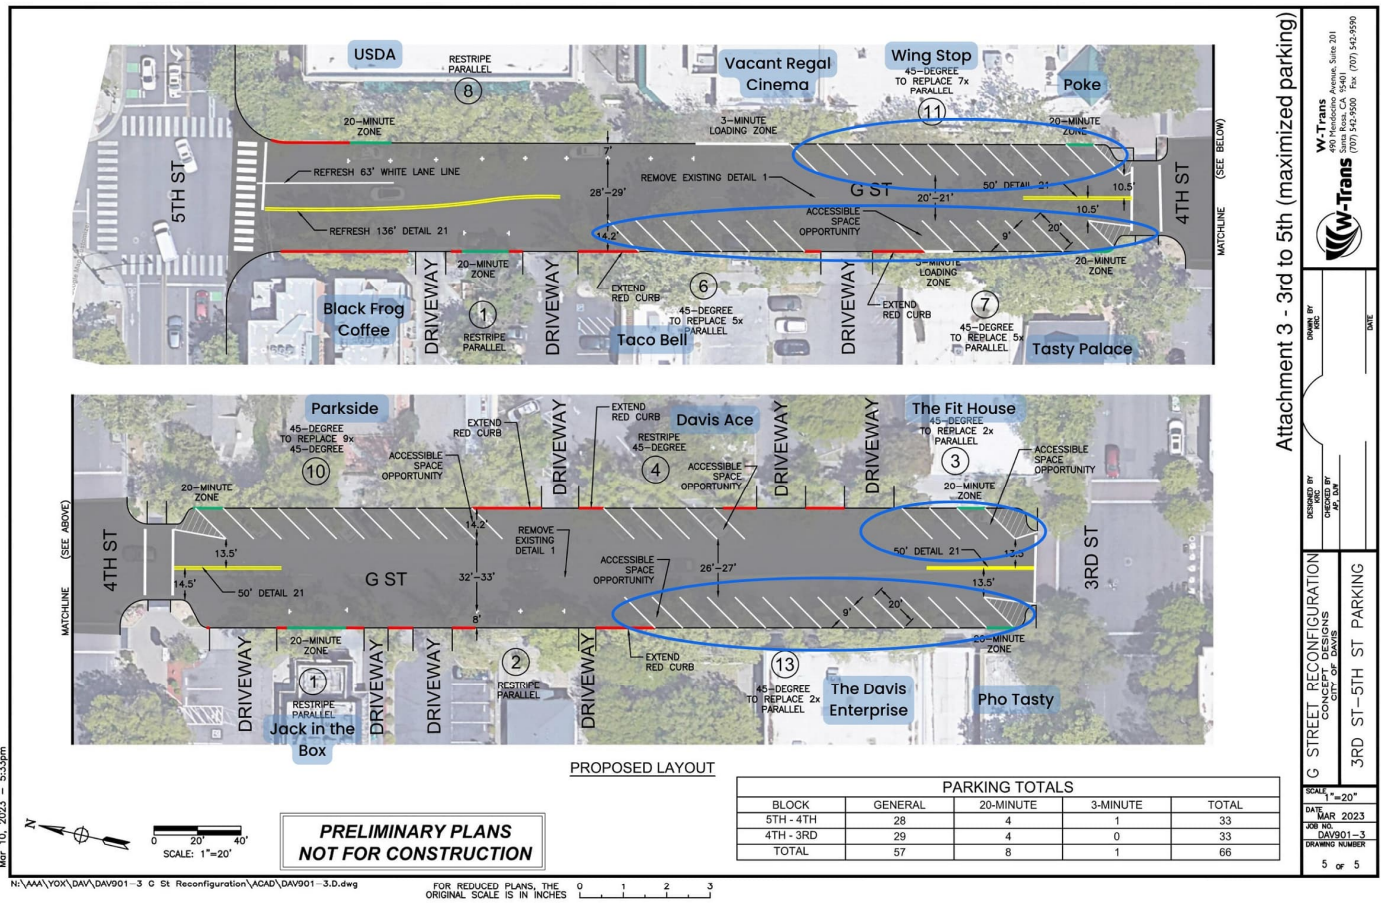 USDA
RESTRIPE
PARALLEL
8
20-MINUTE
ZONE
Vacant Regal
Cinema
3-MINUTE
LOADING ZONE
Wing Stop
45-DEGREE
TO REPLACE 7x
PARALLEL
11
Poke
20-MINUTE
ZONE
5TH ST
REFRESH 63' WHITE LANE LINE
REFRESH 136' DETAIL 21
7'
28'-29'
14.2'
REMOVE EXISTING DETAIL 1
G ST
20'-21'
50' DETAIL 21
10.5'
10.5'
ACCESSIBLE
SPACE
OPPORTUNITY
9'
20'
4TH ST
MATCHLINE (SEE BELOW)
Black Frog
Coffee
DRIVEWAY
20-MINUTE
ZONE
1
RESTRIPE
PARALLEL
DRIVEWAY
EXTEND
RED CURB
Taco Bell
6
45-DEGREE
TO REPLACE 5x
PARALLEL
DRIVEWAY
EXTEND
RED CURB
3-MINUTE
LOADING
ZONE
7
45-DEGREE
TO REPLACE 5x
PARALLEL
20-MINUTE
ZONE
Tasty Palace
Parkside
45-DEGREE
TO REPLACE 9x
45-DEGREE
10
20-MINUTE
ZONE
ACCESSIBLE
SPACE
OPPORTUNITY
EXTEND
RED CURB
DRIVEWAY
EXTEND
RED CURB
RESTRIPE
45-DEGREE
4
Davis Ace
ACCESSIBLE
SPACE
OPPORTUNITY
DRIVEWAY
DRIVEWAY
The Fit House
45-DEGREE
TO REPLACE 2x
PARALLEL
3
20-MINUTE
ZONE
ACCESSIBLE
SPACE
OPPORTUNITY
MATCHLINE (SEE ABOVE)
4TH ST
13.5'
14.5'
50' DETAIL 21
G ST
14.2'
32'-33'
8'
REMOVE
EXISTING
DETAIL 1
ACCESSIBLE
SPACE
OPPORTUNITY
26'-27'
50' DETAIL 21
13.5'
13.5'
9'
20'
3RD ST
DRIVEWAY
20-MINUTE
ZONE
1
RESTRIPE
PARALLEL
Jack in the
Box
DRIVEWAY
DRIVEWAY
2
RESTRIPE
PARALLEL
DRIVEWAY
EXTEND
RED CURB
13
45-DEGREE
TO REPLACE 2x
PARALLEL
The Davis
Enterprise
20-MINUTE
ZONE
Pho Tasty
PROPOSED LAYOUT
PARKING TOTALS
BLOCK GENERAL 20-MINUTE 3-MINUTE TOTAL
5TH - 4TH 28 4 1 33
4TH - 3RD 29 4 0 33
TOTAL 57 8 1 66
N
0 20' 40'
SCALE: 1"=20'
PRELIMINARY PLANS
NOT FOR CONSTRUCTION
Mar 10, 2023 - 5:33pm
N:\AAA\YOX\DAV\DAV901-3 G St Reconfiguration\ACAD\DAV901-3.D.dwg
FOR REDUCED PLANS, THE
ORIGINAL SCALE IS IN INCHES
0 1 2 3
Attachment 3 - 3rd to 5th (maximized parking)
W-Trans
490 Mendocino Avenue, Suite 201
Santa Rosa, CA 95401
(707) 542-9500 Fax (707) 542-9590
W-Trans
DRAWN BY
KRC
DATE
DESIGNED BY
KRC
CHECKED BY
AP, DJW
G STREET RECONFIGURATION
CONCEPT DESIGNS
CITY OF DAVIS
3RD ST-5TH ST PARKING
SCALE
1"=20"
DATE
MAR 2023
JOB NO.
DAV901-3
DRAWING NUMBER
5 OF 5